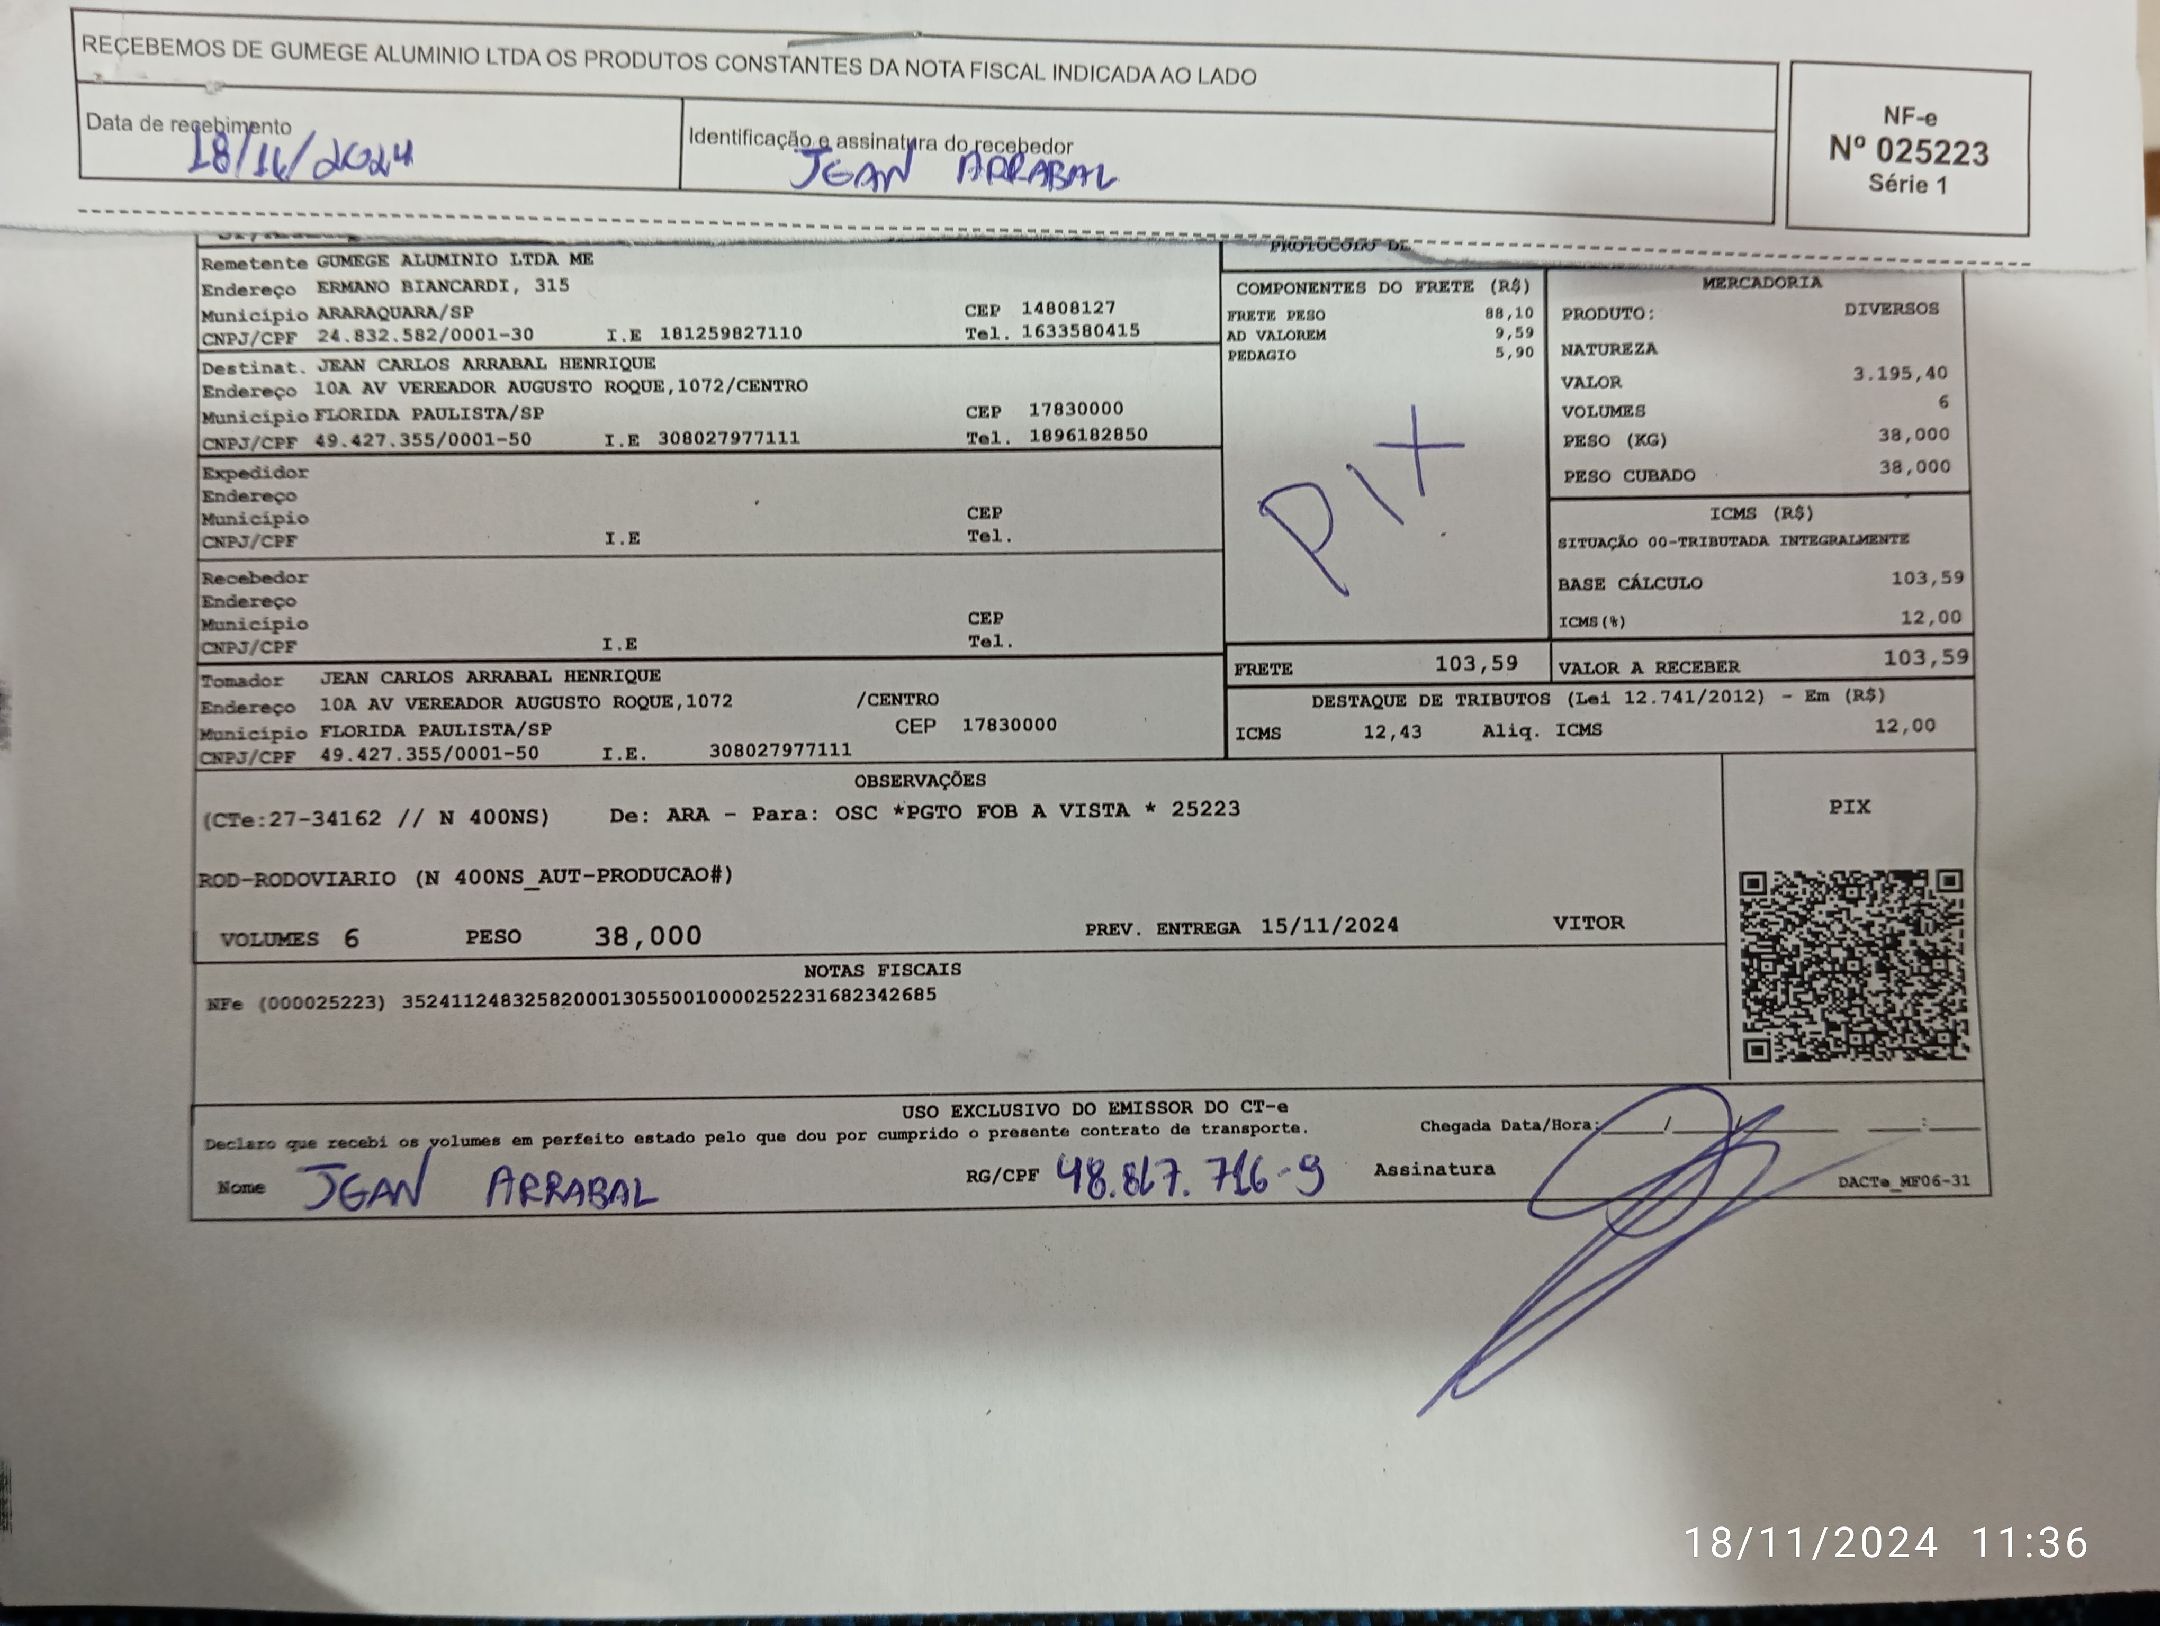 RECEBEMOS DE GUMEGE ALUMINIO LTDA OS PRODUTOS CONSTANTES DA NOTA FISCAL INDICADA AO LADO
Data de recebimento
18/11/2024
Identificação e assinatura do recebedor
JEAN ARRABAL
NF-e
Nº 025223
Série 1
PROTOCOLO DE
Remetente GUMEGE ALUMINIO LTDA ME
Endereço ERMANO BIANCARDI, 315
Município ARARAQUARA/SP CEP 14808127
CNPJ/CPF 24.832.582/0001-30 I.E 181259827110 Tel. 1633580415
Destinat. JEAN CARLOS ARRABAL HENRIQUE
Endereço 10A AV VEREADOR AUGUSTO ROQUE,1072/CENTRO
Município FLORIDA PAULISTA/SP CEP 17830000
CNPJ/CPF 49.427.355/0001-50 I.E 308027977111 Tel. 1896182850
Expedidor
Endereço
Município CEP
CNPJ/CPF I.E Tel.
Recebedor
Endereço
Município CEP
CNPJ/CPF I.E Tel.
Tomador JEAN CARLOS ARRABAL HENRIQUE
Endereço 10A AV VEREADOR AUGUSTO ROQUE,1072 /CENTRO
Município FLORIDA PAULISTA/SP CEP 17830000
CNPJ/CPF 49.427.355/0001-50 I.E. 308027977111
COMPONENTES DO FRETE (R$)
FRETE PESO 88,10
AD VALOREM 9,59
PEDAGIO 5,90
PIX
MERCADORIA
PRODUTO: DIVERSOS
NATUREZA
VALOR 3.195,40
VOLUMES 6
PESO (KG) 38,000
PESO CUBADO 38,000
ICMS (R$)
SITUAÇÃO 00-TRIBUTADA INTEGRALMENTE
BASE CÁLCULO 103,59
ICMS(%) 12,00
FRETE 103,59 VALOR A RECEBER 103,59
DESTAQUE DE TRIBUTOS (Lei 12.741/2012) - Em (R$)
ICMS 12,43 Aliq. ICMS 12,00
OBSERVAÇÕES
(CTe:27-34162 // N 400NS) De: ARA - Para: OSC *PGTO FOB A VISTA * 25223
ROD-RODOVIARIO (N 400NS_AUT-PRODUCAO#)
VOLUMES 6 PESO 38,000 PREV. ENTREGA 15/11/2024 VITOR
PIX
NOTAS FISCAIS
NFe (000025223) 35241124832582000130550010000252231682342685
USO EXCLUSIVO DO EMISSOR DO CT-e
Declaro que recebi os volumes em perfeito estado pelo que dou por cumprido o presente contrato de transporte.
Chegada Data/Hora: ____/____/________ ____:____
Nome JEAN ARRABAL RG/CPF 48.817.716-9 Assinatura
DACTe_MF06-31
18/11/2024 11:36